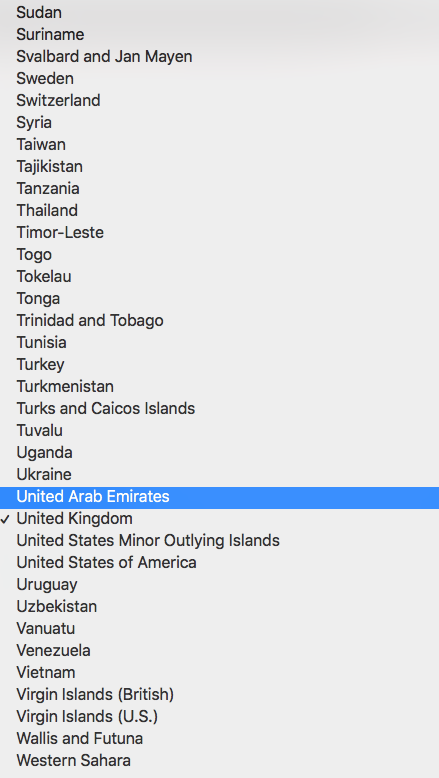 Sudan
Suriname
Svalbard and Jan Mayen
Sweden
Switzerland
Syria
Taiwan
Tajikistan
Tanzania
Thailand
Timor-Leste
Togo
Tokelau
Tonga
Trinidad and Tobago
Tunisia
Turkey
Turkmenistan
Turks and Caicos Islands
Tuvalu
Uganda
Ukraine
United Arab Emirates
✓ United Kingdom
United States Minor Outlying Islands
United States of America
Uruguay
Uzbekistan
Vanuatu
Venezuela
Vietnam
Virgin Islands (British)
Virgin Islands (U.S.)
Wallis and Futuna
Western Sahara